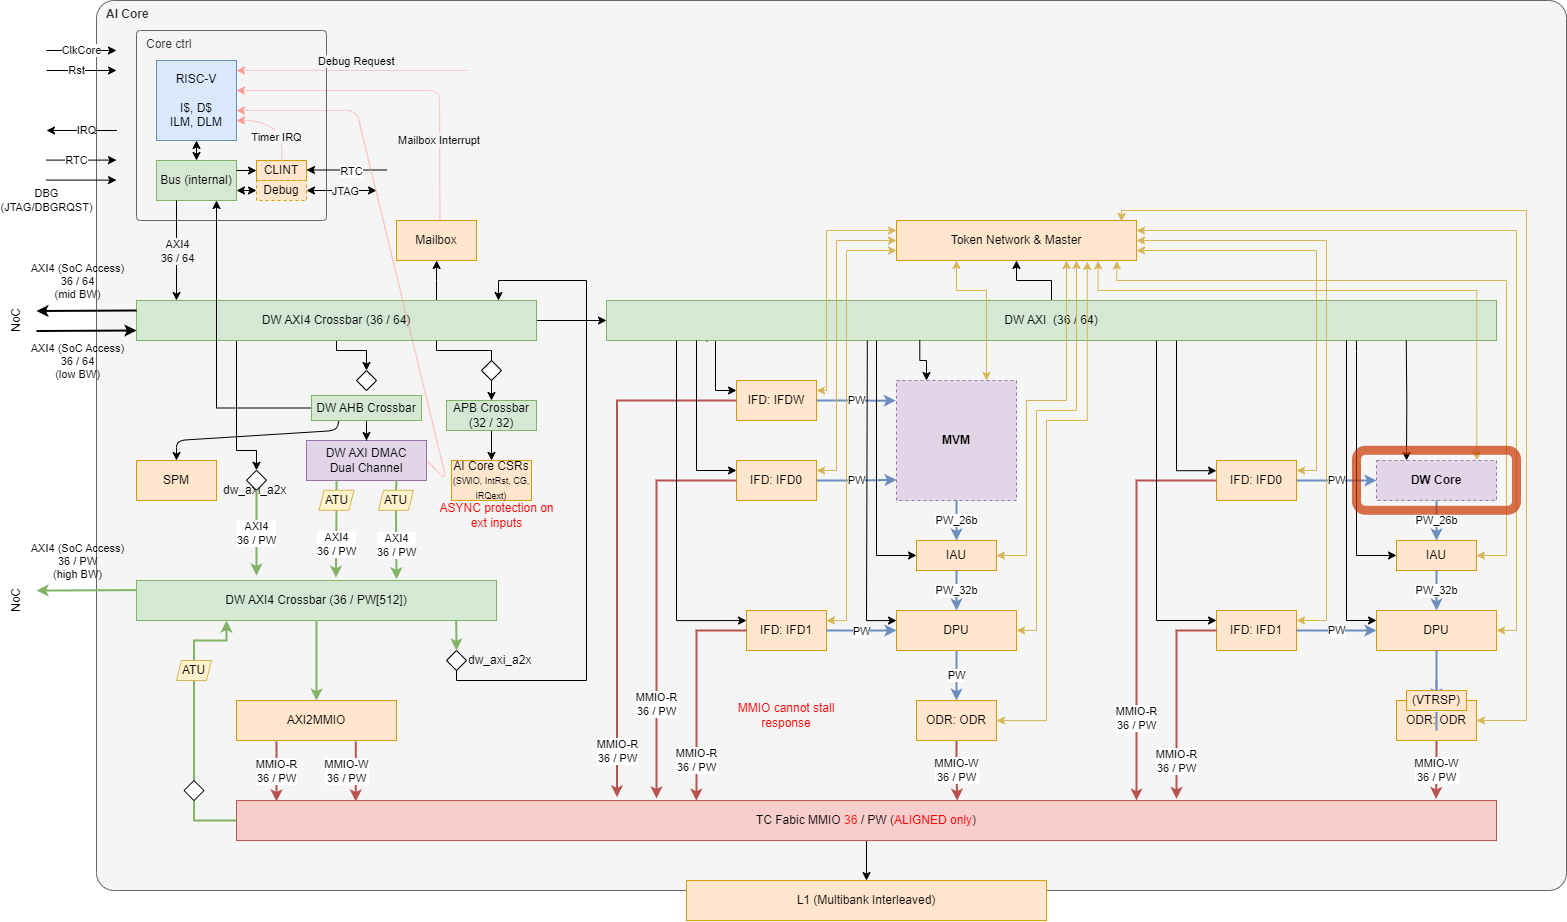 AI Core
Core ctrl
ClkCore
Rst
IRQ
RTC
DBG
(JTAG/DBGRQST)
RISC-V
I$, D$
ILM, DLM
Debug Request
Timer IRQ
Mailbox Interrupt
Bus (internal)
CLINT
Debug
RTC
JTAG
AXI4
36 / 64
Mailbox
Token Network & Master
AXI4 (SoC Access)
36 / 64
(mid BW)
NoC
AXI4 (SoC Access)
36 / 64
(low BW)
DW AXI4 Crossbar (36 / 64)
DW AXI  (36 / 64)
DW AHB Crossbar
APB Crossbar
(32 / 32)
SPM
dw_axi_a2x
DW AXI DMAC
Dual Channel
AI Core CSRs
(SWIO, IntRst, CG,
IRQext)
ASYNC protection on
ext inputs
ATU
ATU
AXI4
36 / PW
AXI4
36 / PW
AXI4
36 / PW
AXI4 (SoC Access)
36 / PW
(high BW)
NoC
DW AXI4 Crossbar (36 / PW[512])
ATU
dw_axi_a2x
AXI2MMIO
MMIO-R
36 / PW
MMIO-W
36 / PW
IFD: IFDW
PW
MVM
IFD: IFD0
PW
PW_26b
IAU
PW_32b
IFD: IFD1
PW
DPU
PW
ODR: ODR
MMIO cannot stall
response
MMIO-R
36 / PW
MMIO-R
36 / PW
MMIO-R
36 / PW
MMIO-W
36 / PW
IFD: IFD0
PW
DW Core
PW_26b
IAU
PW_32b
IFD: IFD1
PW
DPU
(VTRSP)
ODR: ODR
MMIO-R
36 / PW
MMIO-R
36 / PW
MMIO-W
36 / PW
TC Fabic MMIO 36 / PW (ALIGNED only)
L1 (Multibank Interleaved)